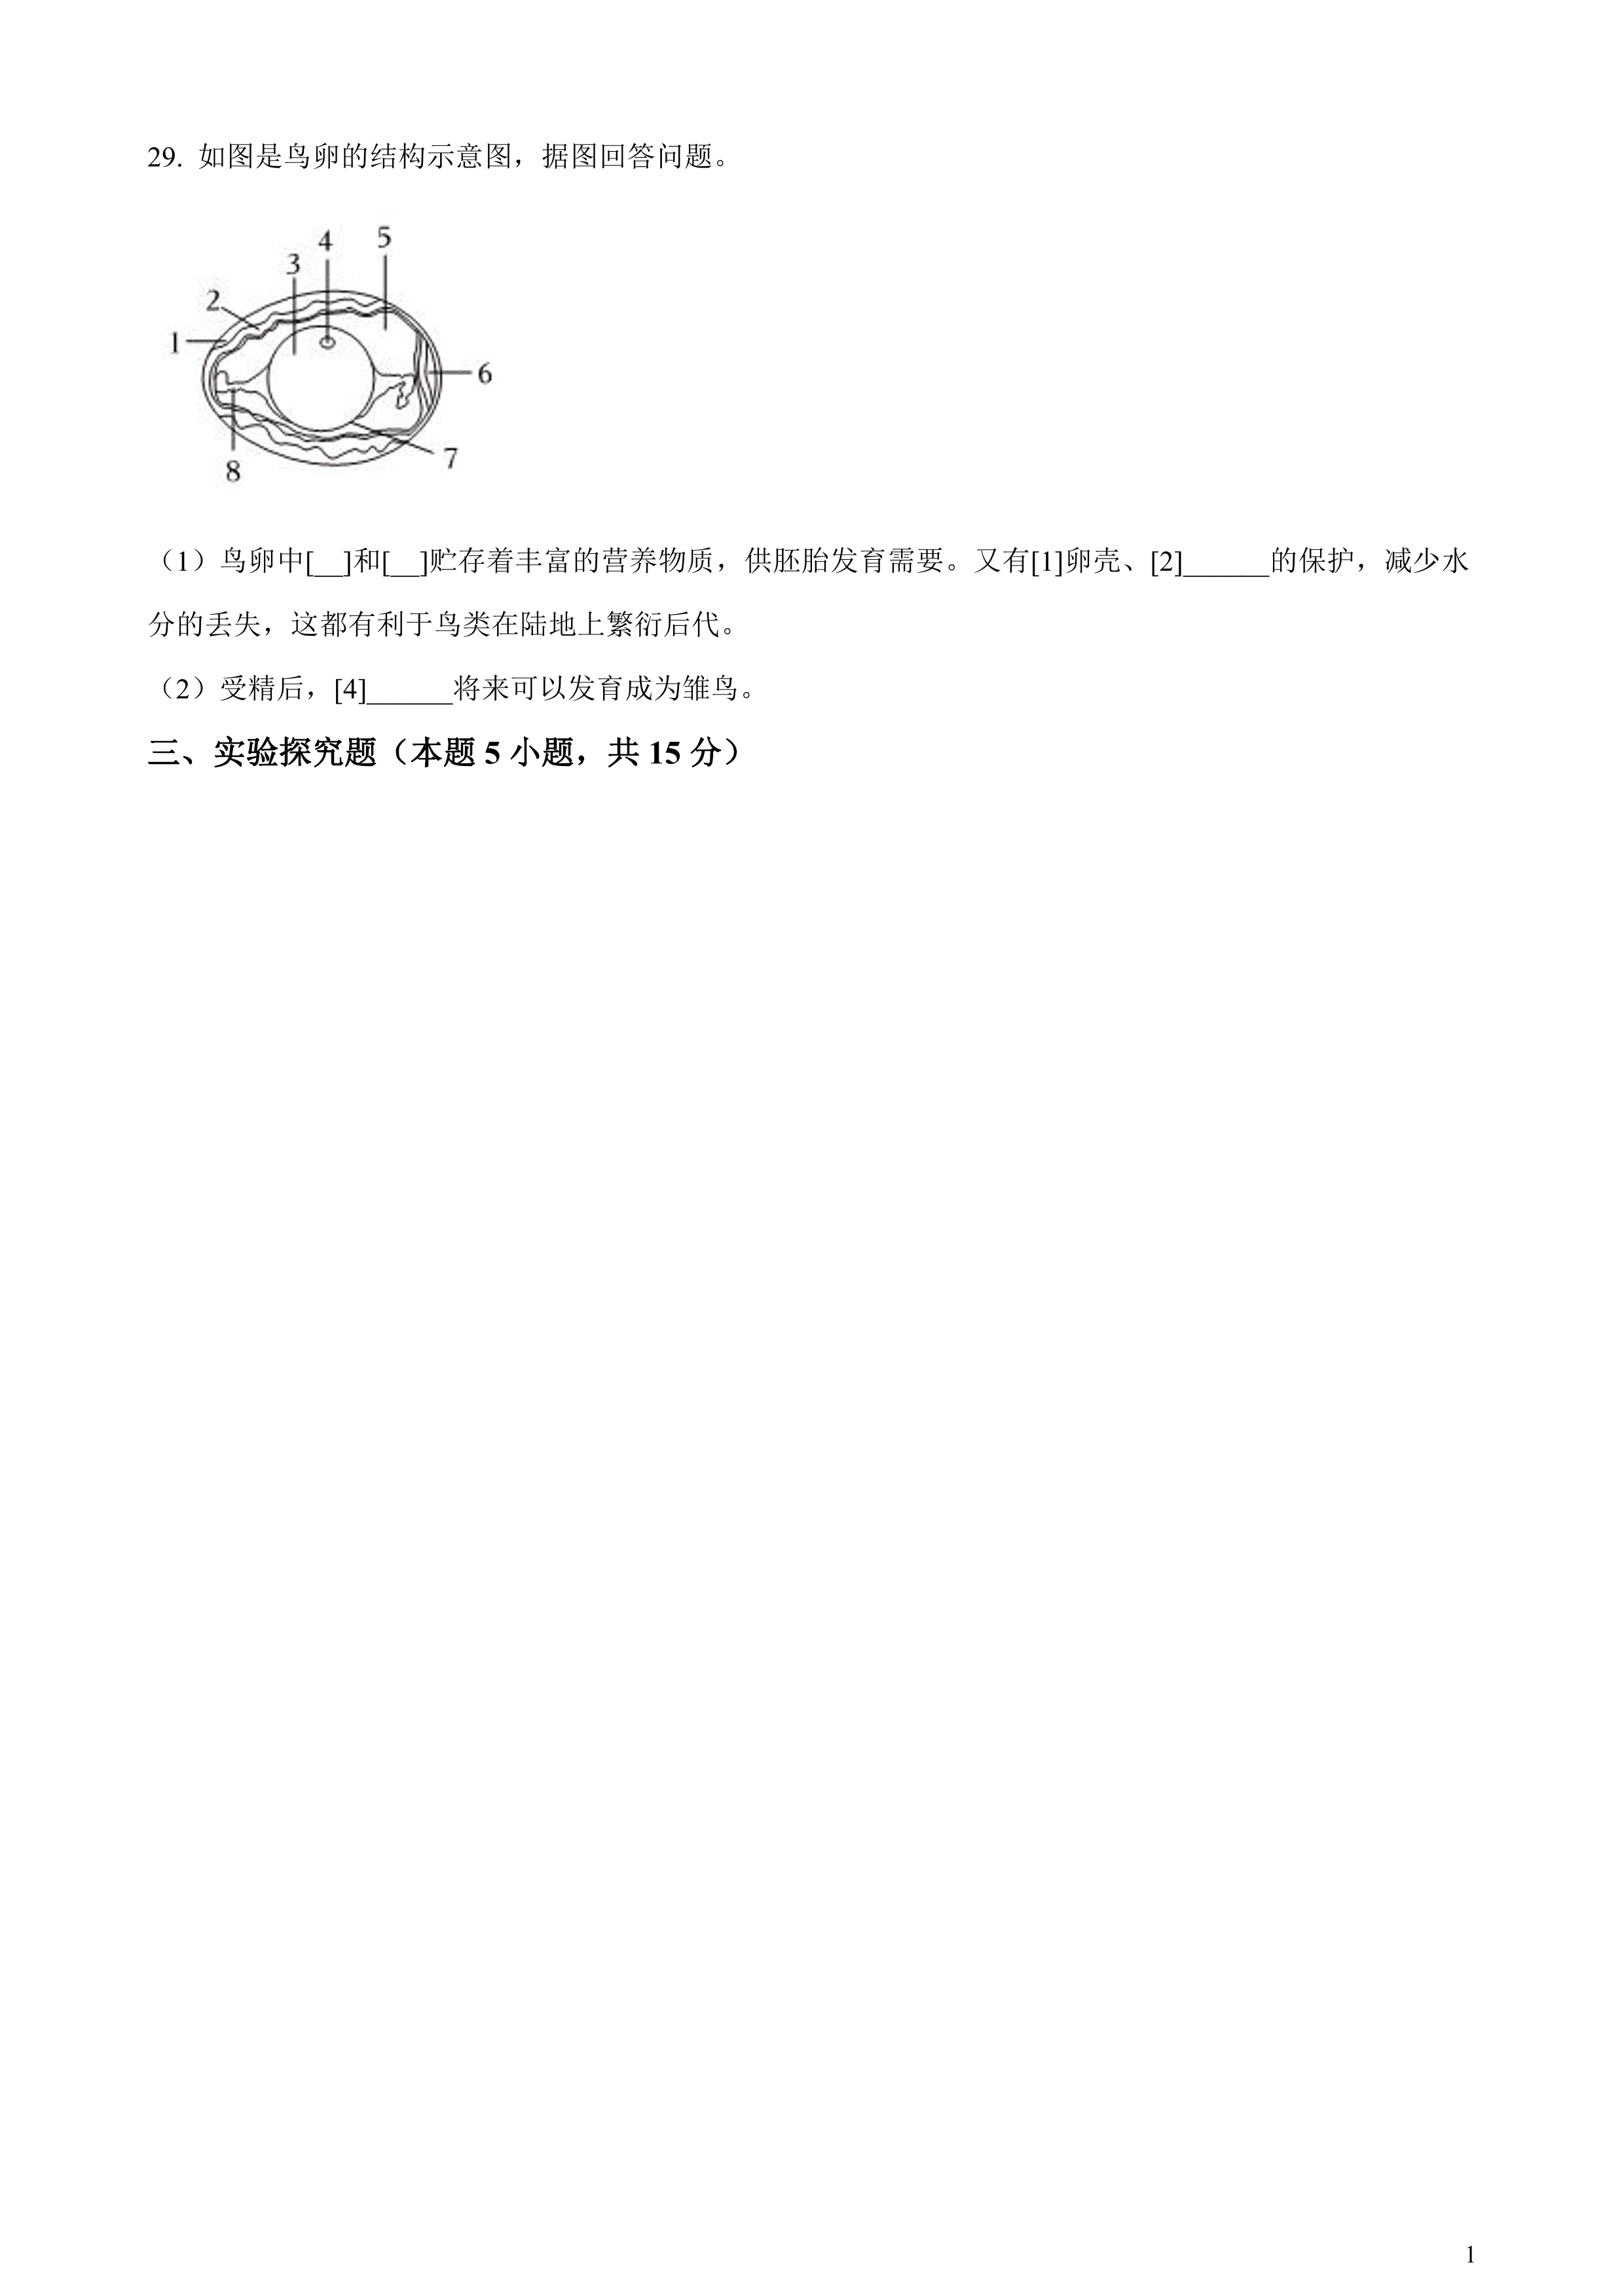 29. 如图是鸟卵的结构示意图，据图回答问题。
4 5
3
2
1
6
7
8
（1）鸟卵中[__]和[__]贮存着丰富的营养物质，供胚胎发育需要。又有[1]卵壳、[2]______的保护，减少水
分的丢失，这都有利于鸟类在陆地上繁衍后代。
（2）受精后，[4]______将来可以发育成为雏鸟。
三、实验探究题（本题 5 小题，共 15 分）
1